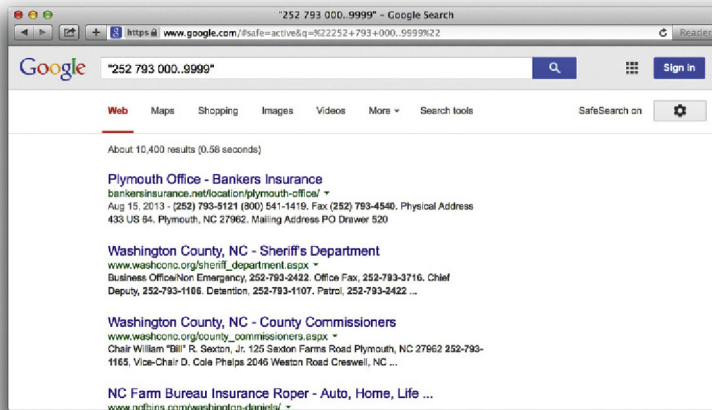 "252 793 000..9999" – Google Search
https www.google.com/#safe=active&q=%22252+793+000..9999%22
Reader
Google
"252 793 000..9999"
Sign in
Web Maps Shopping Images Videos More Search tools SafeSearch on
About 10,400 results (0.58 seconds)
Plymouth Office - Bankers Insurance
bankersinsurance.net/location/plymouth-office/
Aug 15, 2013 - (252) 793-5121 (800) 541-1419. Fax (252) 793-4540. Physical Address
433 US 64, Plymouth, NC 27962. Mailing Address PO Drawer 520
Washington County, NC - Sheriff's Department
www.washconc.org/sheriff_department.aspx
Business Office/Non Emergency, 252-793-2422. Office Fax, 252-793-3716. Chief
Deputy, 252-793-1106. Detention, 252-793-1107. Patrol, 252-793-2422 ...
Washington County, NC - County Commissioners
www.washconc.org/county_commissioners.aspx
Chair William "Bill" R. Sexton, Jr. 125 Sexton Farms Road Plymouth, NC 27962 252-793-
1165, Vice-Chair D. Cole Phelps 2046 Weston Road Creswell, NC ...
NC Farm Bureau Insurance Roper - Auto, Home, Life ...
www.ncfbins.com/washington-daniels/